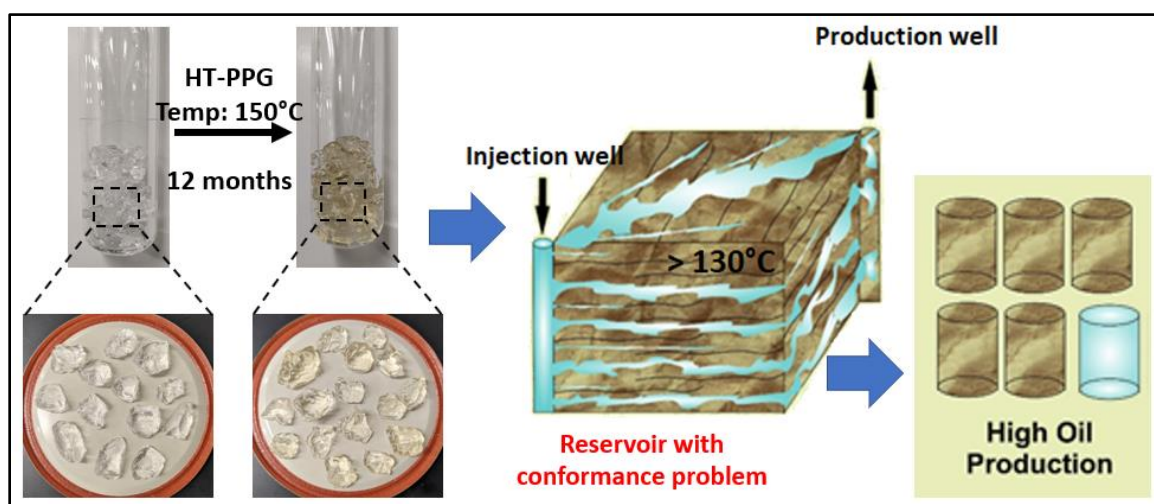 HT-PPG
Temp: 150°C
12 months
Injection well
Production well
> 130°C
Reservoir with
conformance problem
High Oil
Production